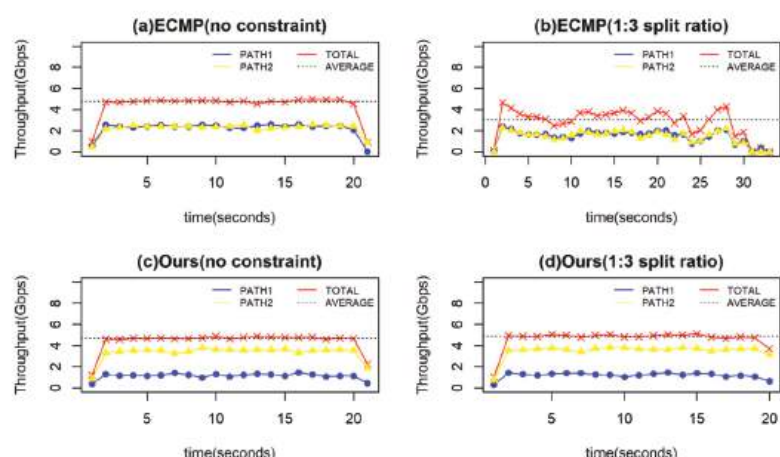 (a)ECMP(no constraint)
Throughput(Gbps)
0 2 4 6 8
PATH1
PATH2
TOTAL
AVERAGE
5 10 15 20
time(seconds)
(b)ECMP(1:3 split ratio)
Throughput(Gbps)
0 2 4 6 8
PATH1
PATH2
TOTAL
AVERAGE
0 5 10 15 20 25 30
time(seconds)
(c)Ours(no constraint)
Throughput(Gbps)
0 2 4 6 8
PATH1
PATH2
TOTAL
AVERAGE
5 10 15 20
time(seconds)
(d)Ours(1:3 split ratio)
Throughput(Gbps)
0 2 4 6 8
PATH1
PATH2
TOTAL
AVERAGE
5 10 15 20
time(seconds)